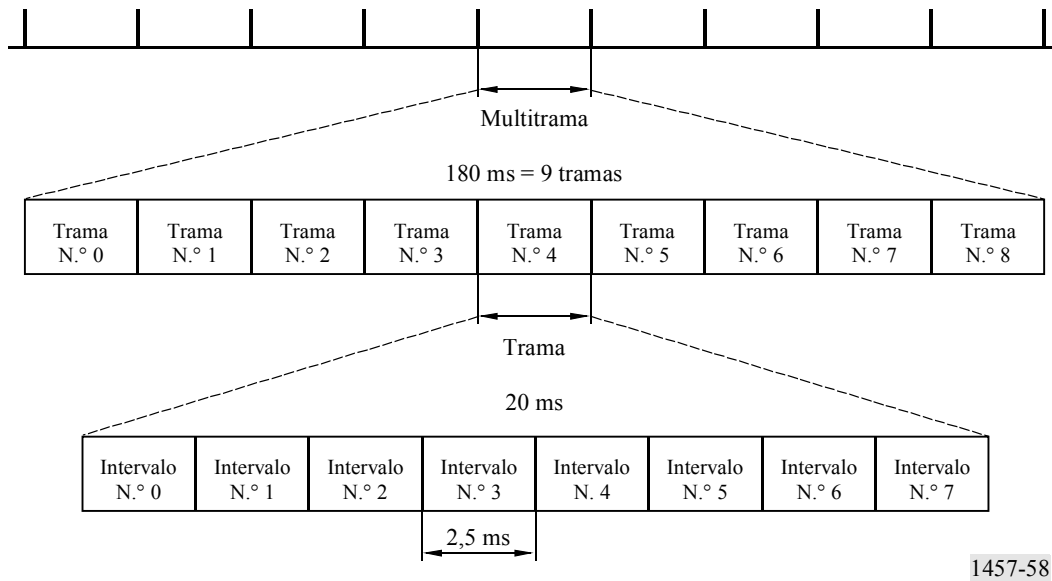 Multitrama
180 ms = 9 tramas
Trama N.° 0 Trama N.° 1 Trama N.° 2 Trama N.° 3 Trama N.° 4 Trama N.° 5 Trama N.° 6 Trama N.° 7 Trama N.° 8
Trama
20 ms
Intervalo N.° 0 Intervalo N.° 1 Intervalo N.° 2 Intervalo N.° 3 Intervalo N. 4 Intervalo N.° 5 Intervalo N.° 6 Intervalo N.° 7
2,5 ms
1457-58